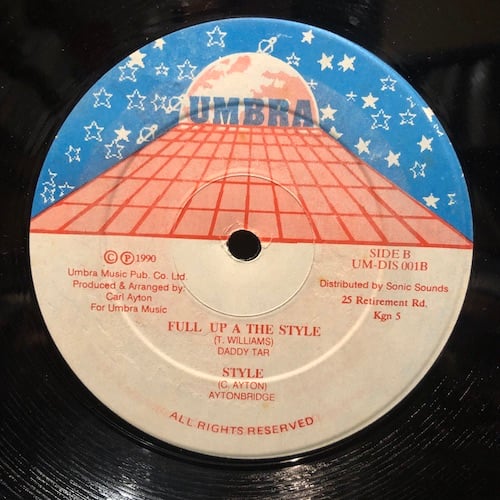 UMBRA
© ℗ 1990
Umbra Music Pub. Co. Ltd.
Produced & Arranged by:
Carl Ayton
For Umbra Music
SIDE B
UM-DIS 001B
Distributed by Sonic Sounds
25 Retirement Rd.
Kgn 5
FULL UP A THE STYLE
(T. WILLIAMS)
DADDY TAR
STYLE
(C. AYTON)
AYTONBRIDGE
ALL RIGHTS RESERVED